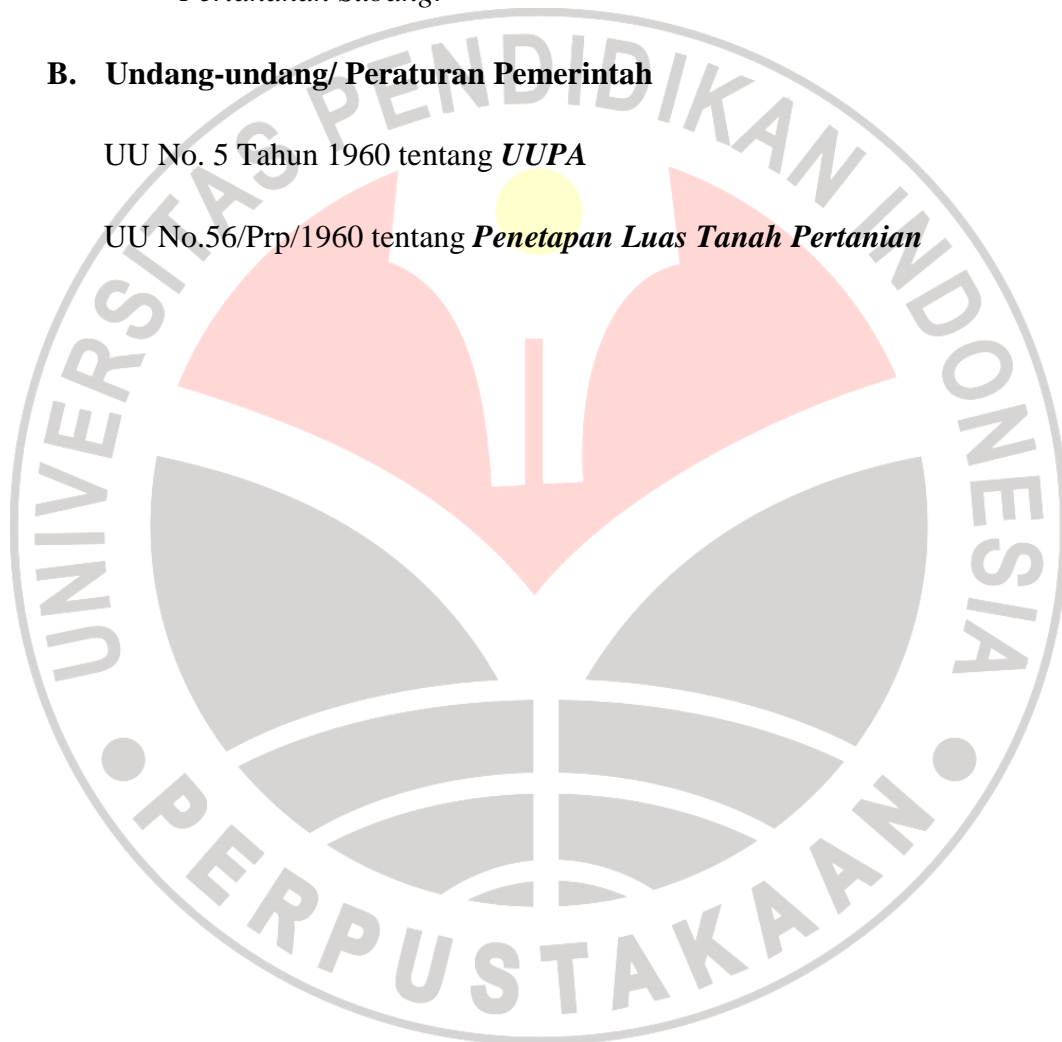 B. Undang-undang/ Peraturan Pemerintah
UU No. 5 Tahun 1960 tentang UUPA
UU No.56/Prp/1960 tentang Penetapan Luas Tanah Pertanian
UNIVERSITAS PENDIDIKAN INDONESIA
PERPUSTAKAAN